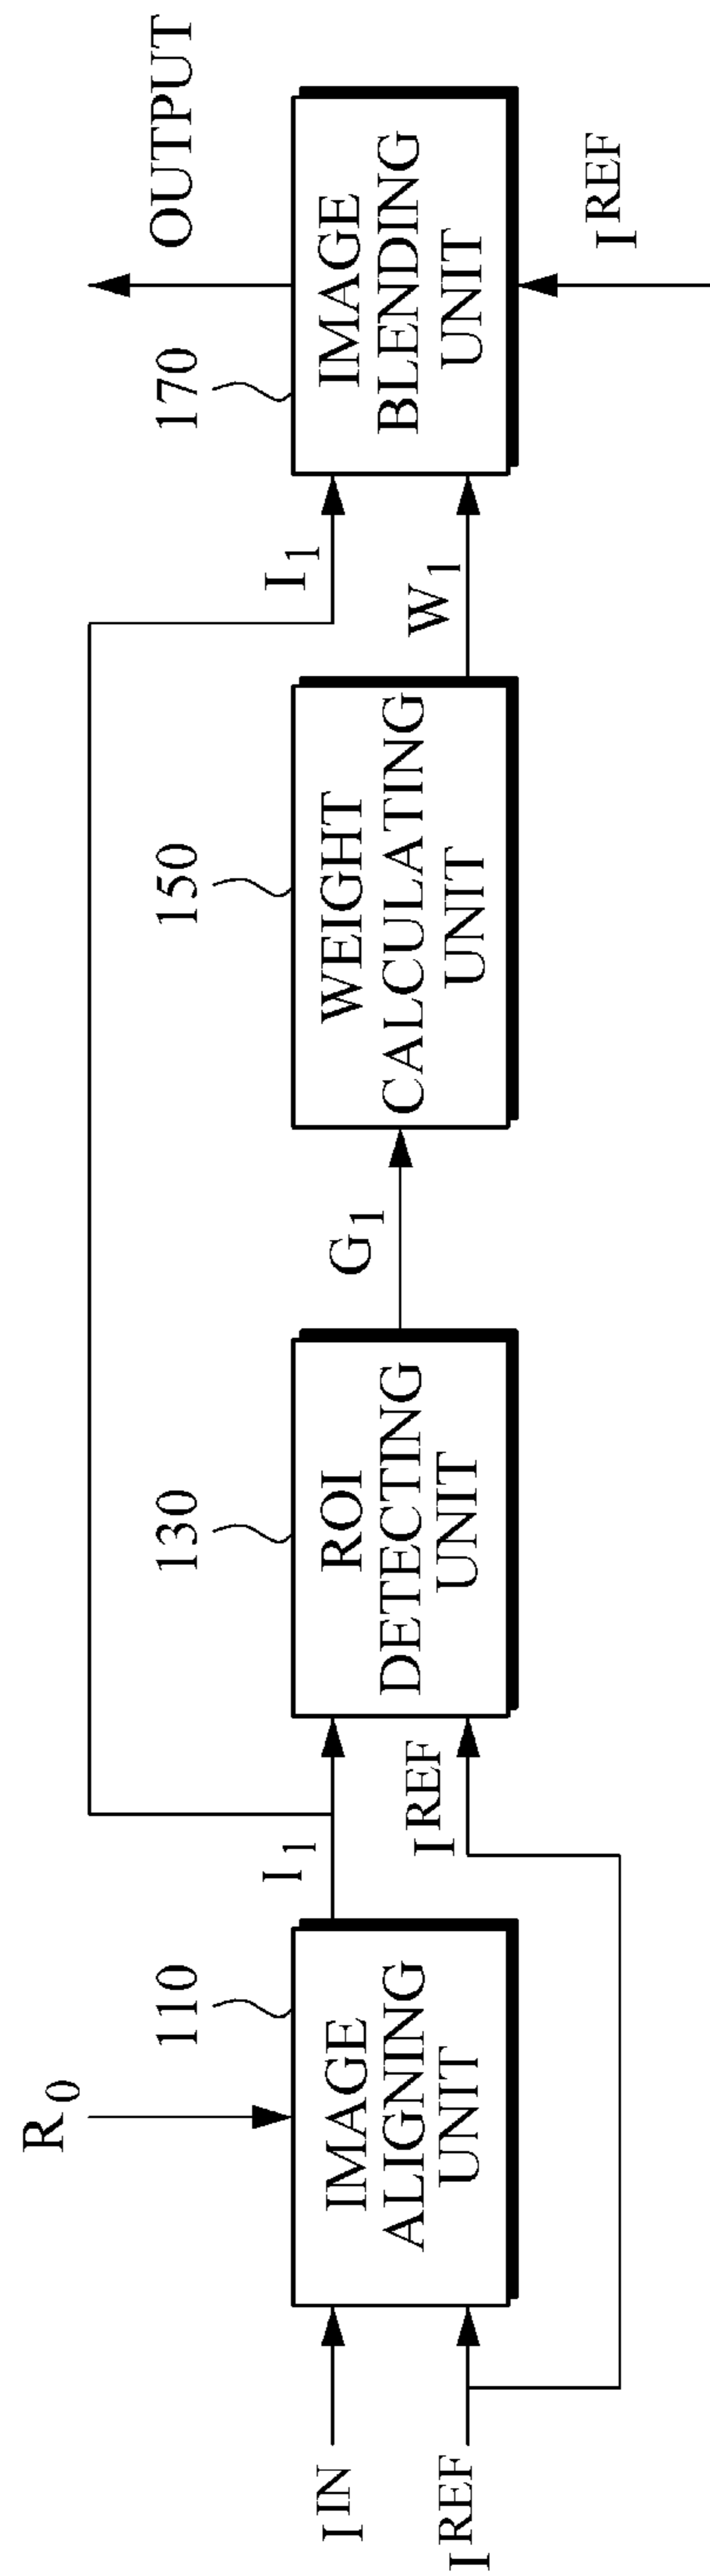 R0
I IN
I REF
110
IMAGE
ALIGNING
UNIT
I1
I REF
130
ROI
DETECTING
UNIT
G1
150
WEIGHT
CALCULATING
UNIT
I1
W1
170
IMAGE
BLENDING
UNIT
OUTPUT
I REF